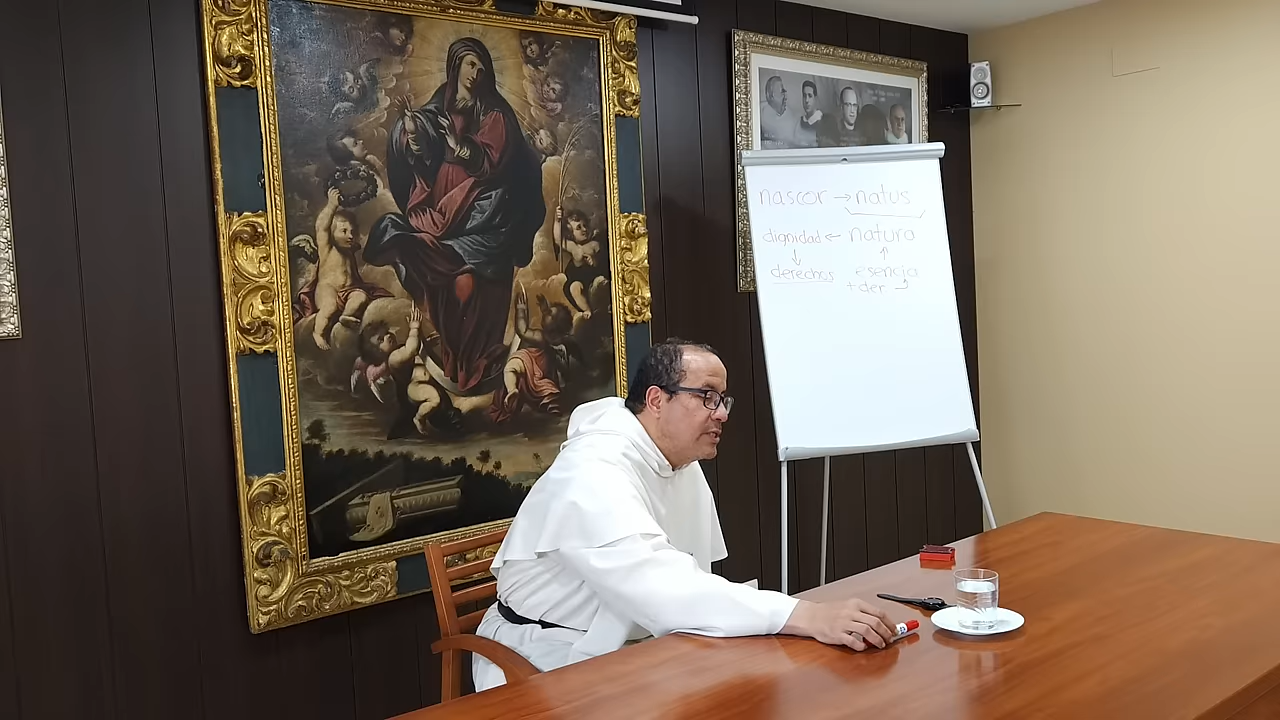 nascor → natus
dignidad ← natura
↓ ↑
derechos esencia
+ der